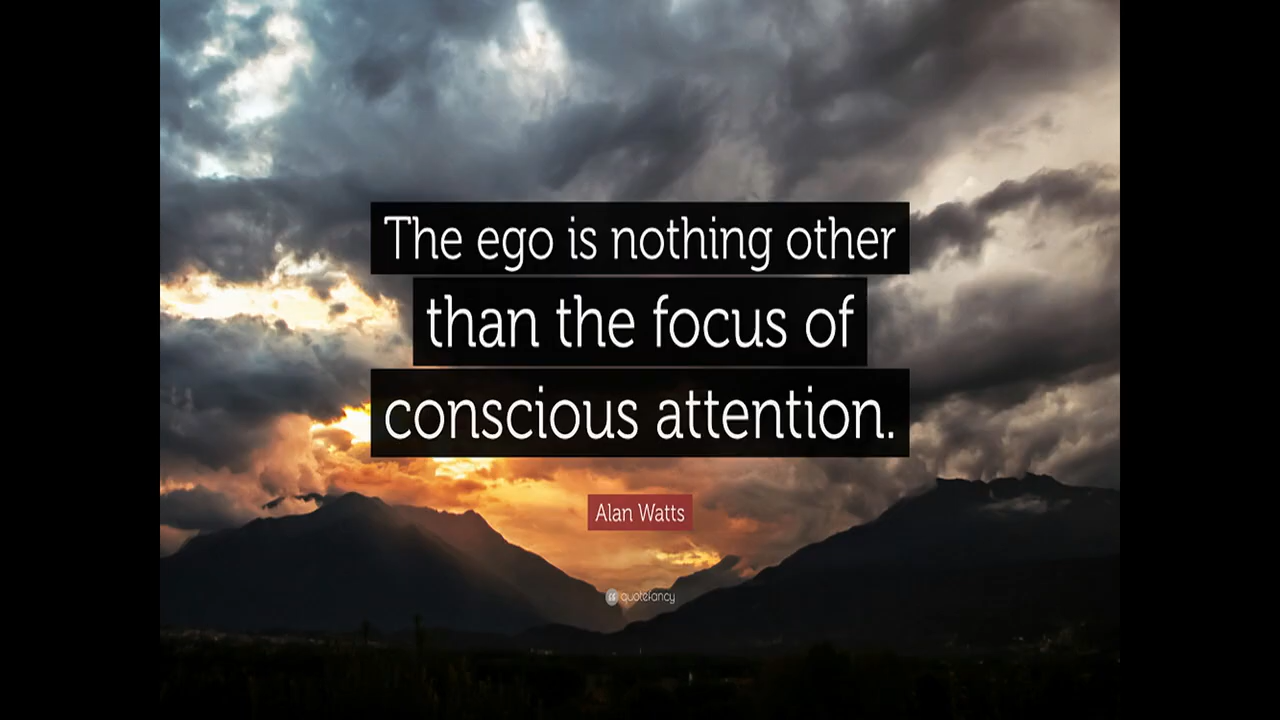 The ego is nothing other
than the focus of
conscious attention.
Alan Watts
quotefancy